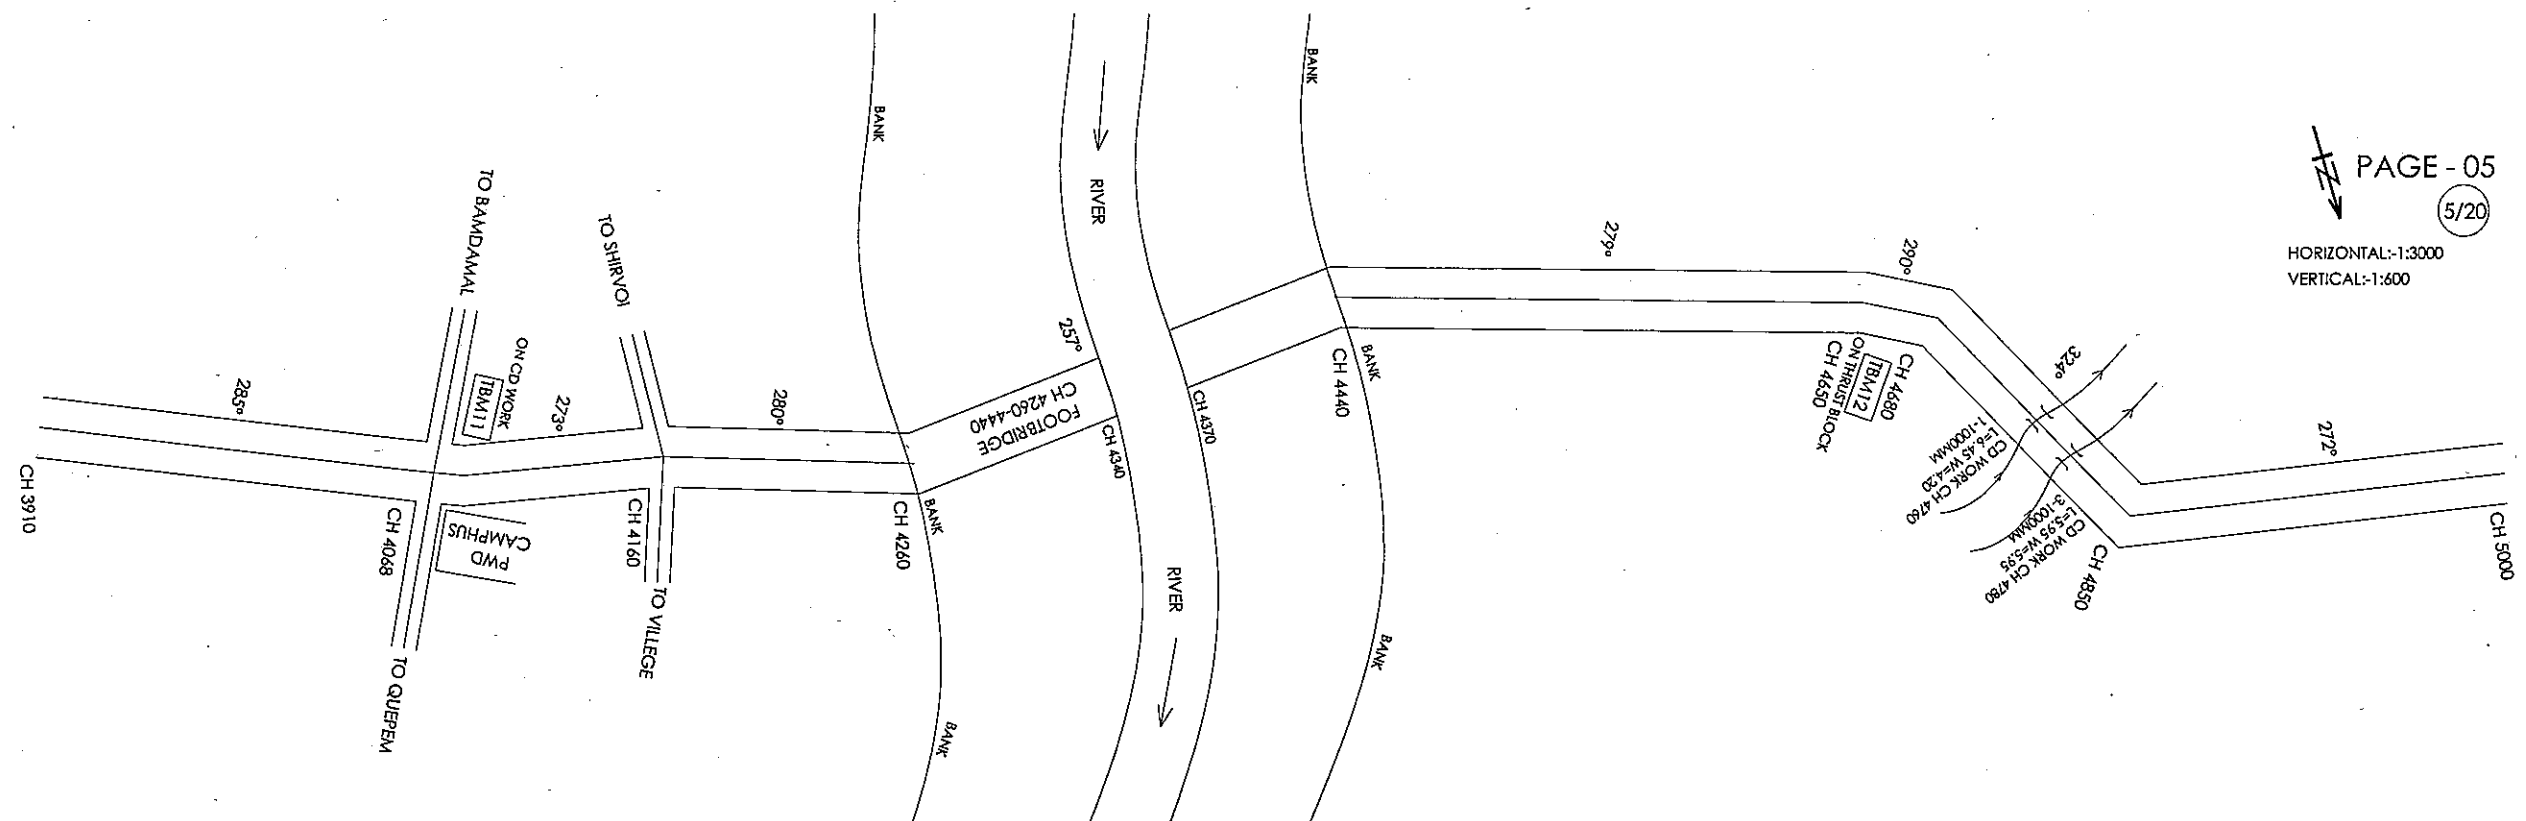 PAGE - 05
5/20
HORIZONTAL:-1:3000
VERTICAL:-1:600
CH 3910
285°
TO BAMDAMAL
CH 4068
TO QUEPEM
ON CD WORK
TBM11
PWD
CAMPHUS
273°
TO SHIRVOI
CH 4160
TO VILLEGE
280°
CH 4260
BANK
BANK
BANK
FOOTBRIDGE
CH 4260-4440
257°
CH 4340
RIVER
RIVER
CH 4370
BANK
BANK
BANK
CH 4440
279°
290°
CH 4650
ON THRUST BLOCK
TBM12
CH 4680
324°
CD WORK CH 4760
L=6.45 W=4.20
1-1000MM
CD WORK CH 4780
L=5.95 W=5.95
3-1000MM
CH 4850
272°
CH 5000